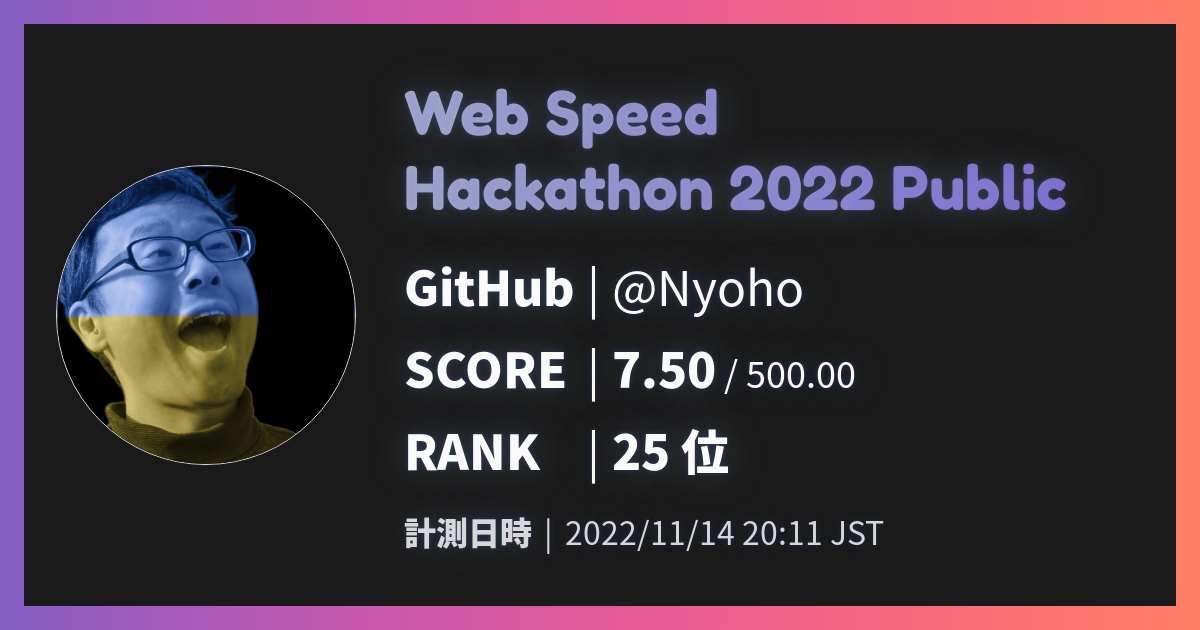 Web Speed
Hackathon 2022 Public
GitHub | @Nyoho
SCORE | 7.50 / 500.00
RANK | 25 位
計測日時 | 2022/11/14 20:11 JST